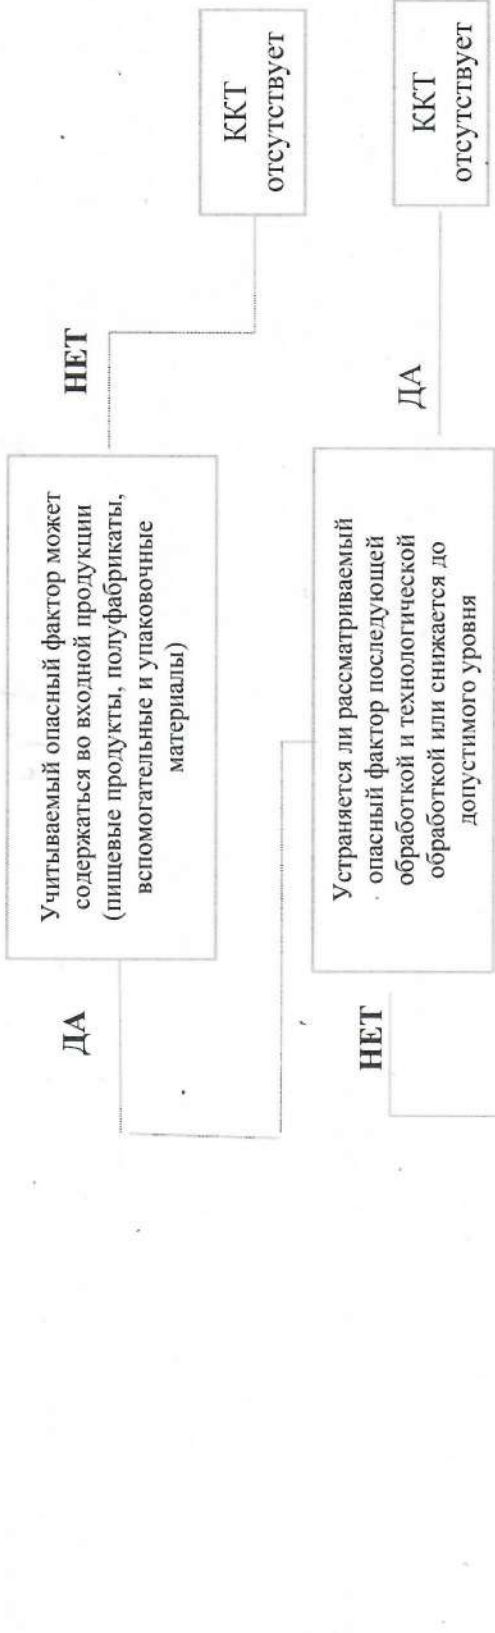 Учитываемый опасный фактор может
содержаться во входной продукции
(пищевые продукты, полуфабрикаты,
вспомогательные и упаковочные
материалы)
ДА
НЕТ
ККТ
отсутствует
Устраняется ли рассматриваемый
опасный фактор последующей
обработкой и технологической
обработкой или снижается до
допустимого уровня
НЕТ
ДА
ККТ
отсутствует